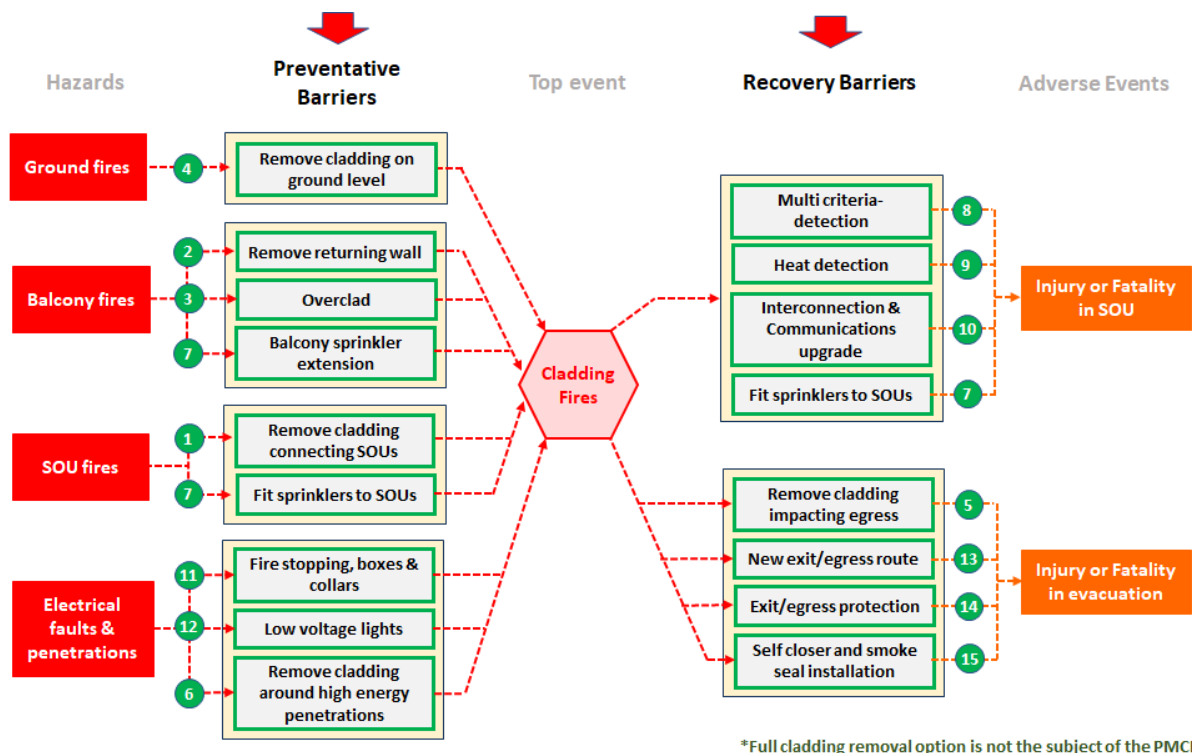 Hazards
Preventative
Barriers
Top event
Recovery Barriers
Adverse Events
Ground fires
4
Remove cladding on
ground level
Balcony fires
2
3
7
Remove returning wall
Overclad
Balcony sprinkler
extension
SOU fires
1
7
Remove cladding
connecting SOUs
Fit sprinklers to SOUs
Electrical
faults &
penetrations
11
12
6
Fire stopping, boxes &
collars
Low voltage lights
Remove cladding
around high energy
penetrations
Cladding
Fires
Multi criteria-
detection
8
Heat detection
9
Interconnection &
Communications
upgrade
10
Fit sprinklers to SOUs
7
Injury or Fatality
in SOU
Remove cladding
impacting egress
5
New exit/egress route
13
Exit/egress protection
14
Self closer and smoke
seal installation
15
Injury or Fatality
in evacuation
*Full cladding removal option is not the subject of the